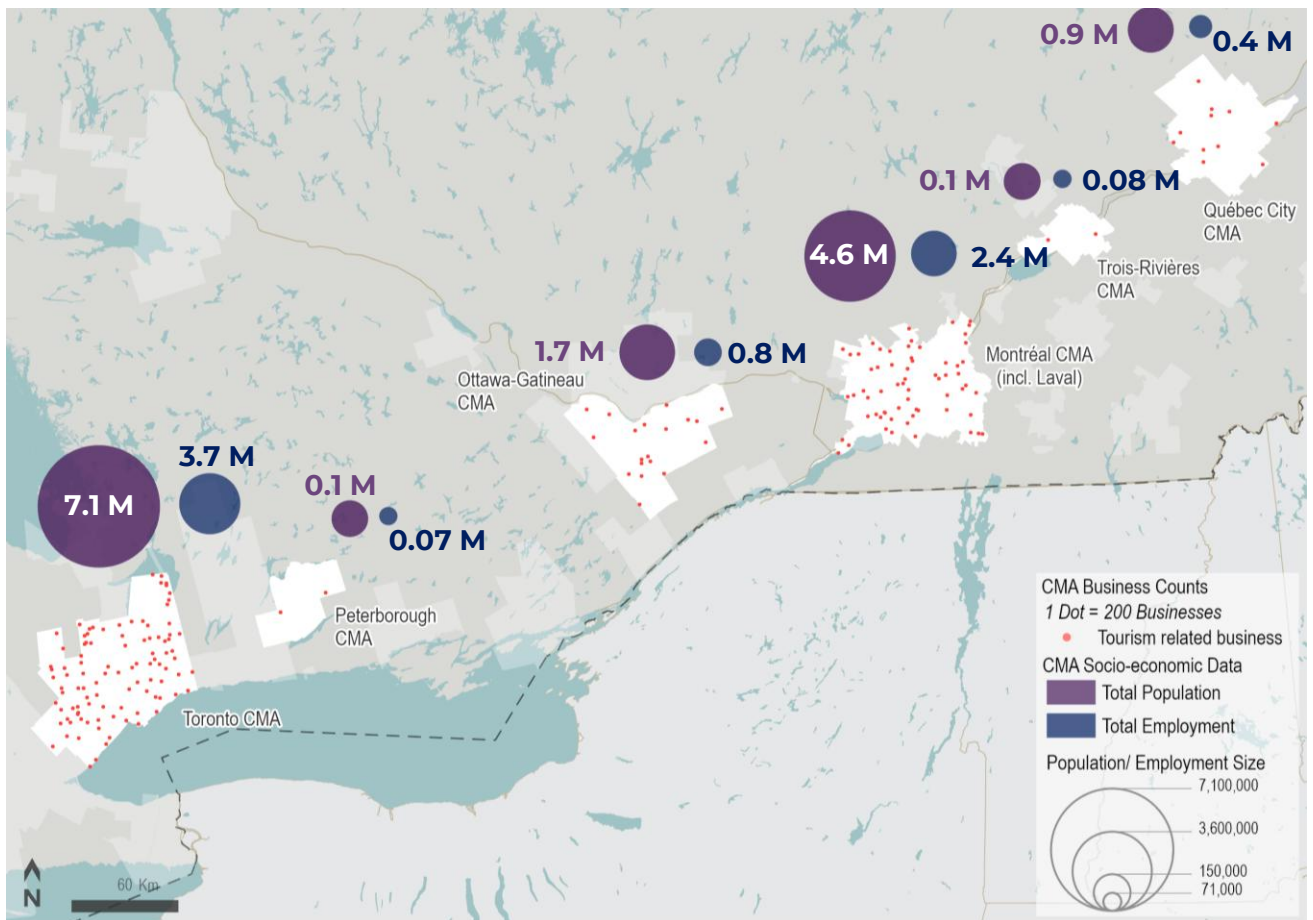 0.9 M
0.4 M
Québec City
CMA
0.1 M
0.08 M
Trois-Rivières
CMA
4.6 M
2.4 M
Montréal CMA
(incl. Laval)
1.7 M
0.8 M
Ottawa-Gatineau
CMA
7.1 M
3.7 M
0.1 M
0.07 M
Peterborough
CMA
Toronto CMA
CMA Business Counts
1 Dot = 200 Businesses
Tourism related business
CMA Socio-economic Data
Total Population
Total Employment
Population/ Employment Size
7,100,000
3,600,000
150,000
71,000
N
60 Km